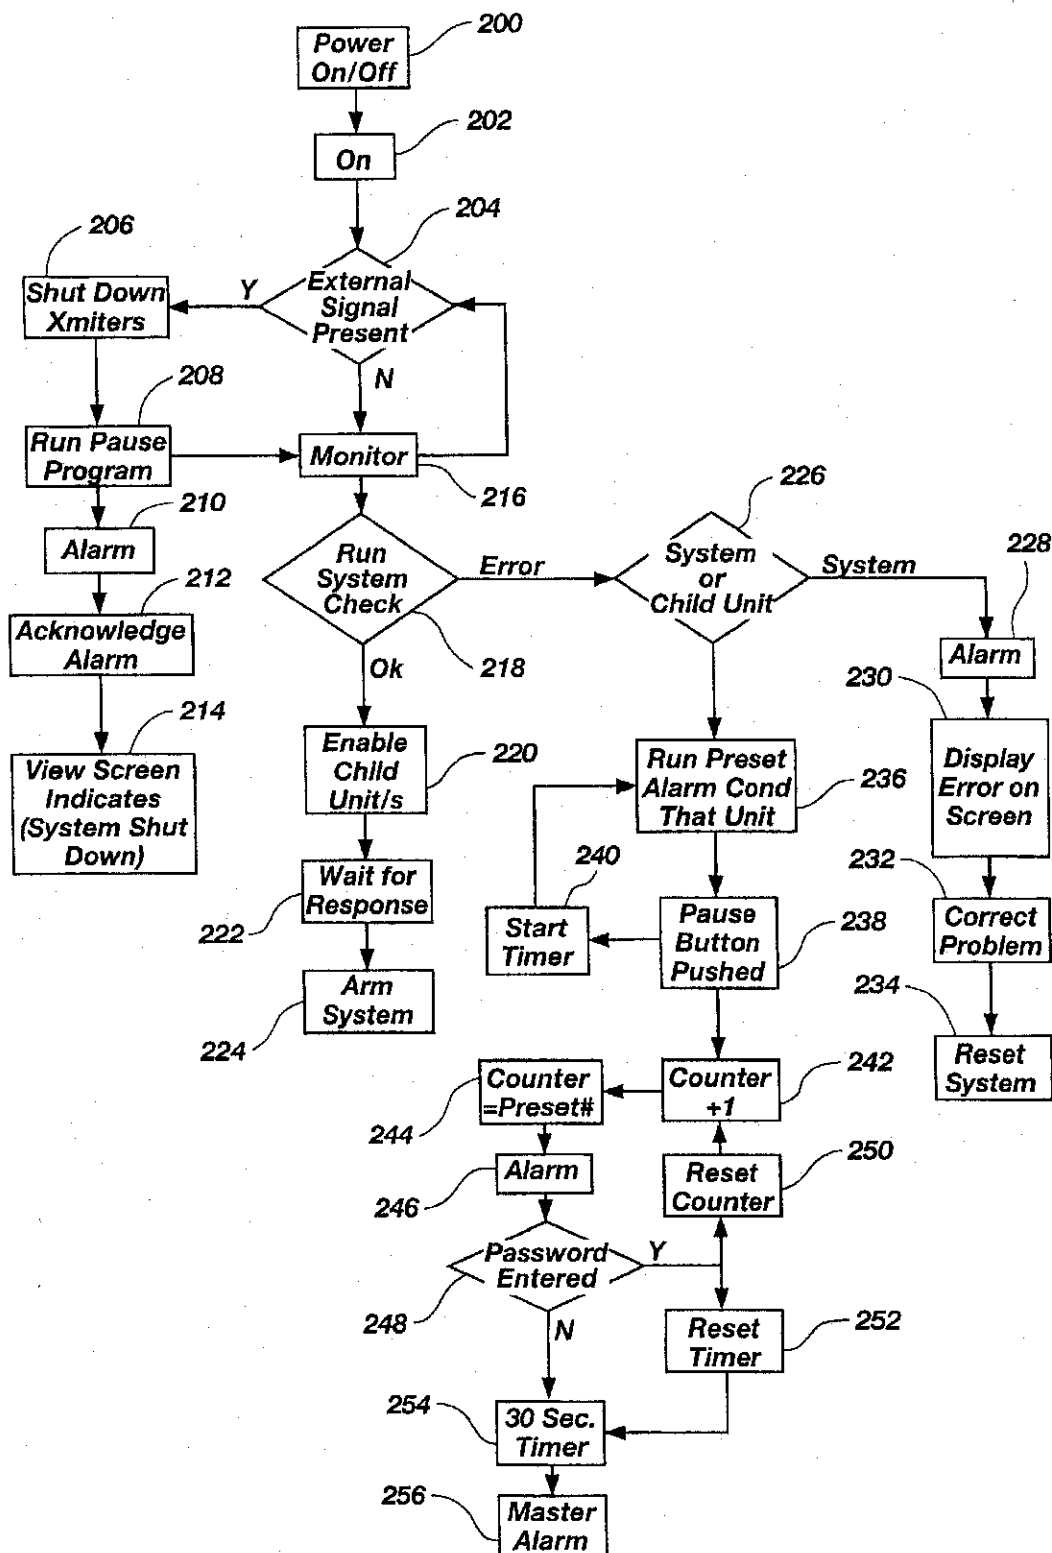 200
Power
On/Off
202
On
204
206
External
Signal
Present
Y
Shut Down
Xmiters
N
208
Run Pause
Program
Monitor
216
226
210
Alarm
Run
System
Check
Error
System
or
Child Unit
System
228
212
218
Acknowledge
Alarm
Ok
Alarm
230
214
View Screen
Indicates
(System Shut
Down)
Enable
Child
Unit/s
220
Run Preset
Alarm Cond
That Unit
236
Display
Error on
Screen
Wait for
Response
222
240
232
Start
Timer
Pause
Button
Pushed
238
Correct
Problem
Arm
System
224
234
Counter
=Preset#
244
Counter
+1
242
Reset
System
Alarm
246
Reset
Counter
250
Password
Entered
Y
248
N
Reset
Timer
252
254
30 Sec.
Timer
256
Master
Alarm